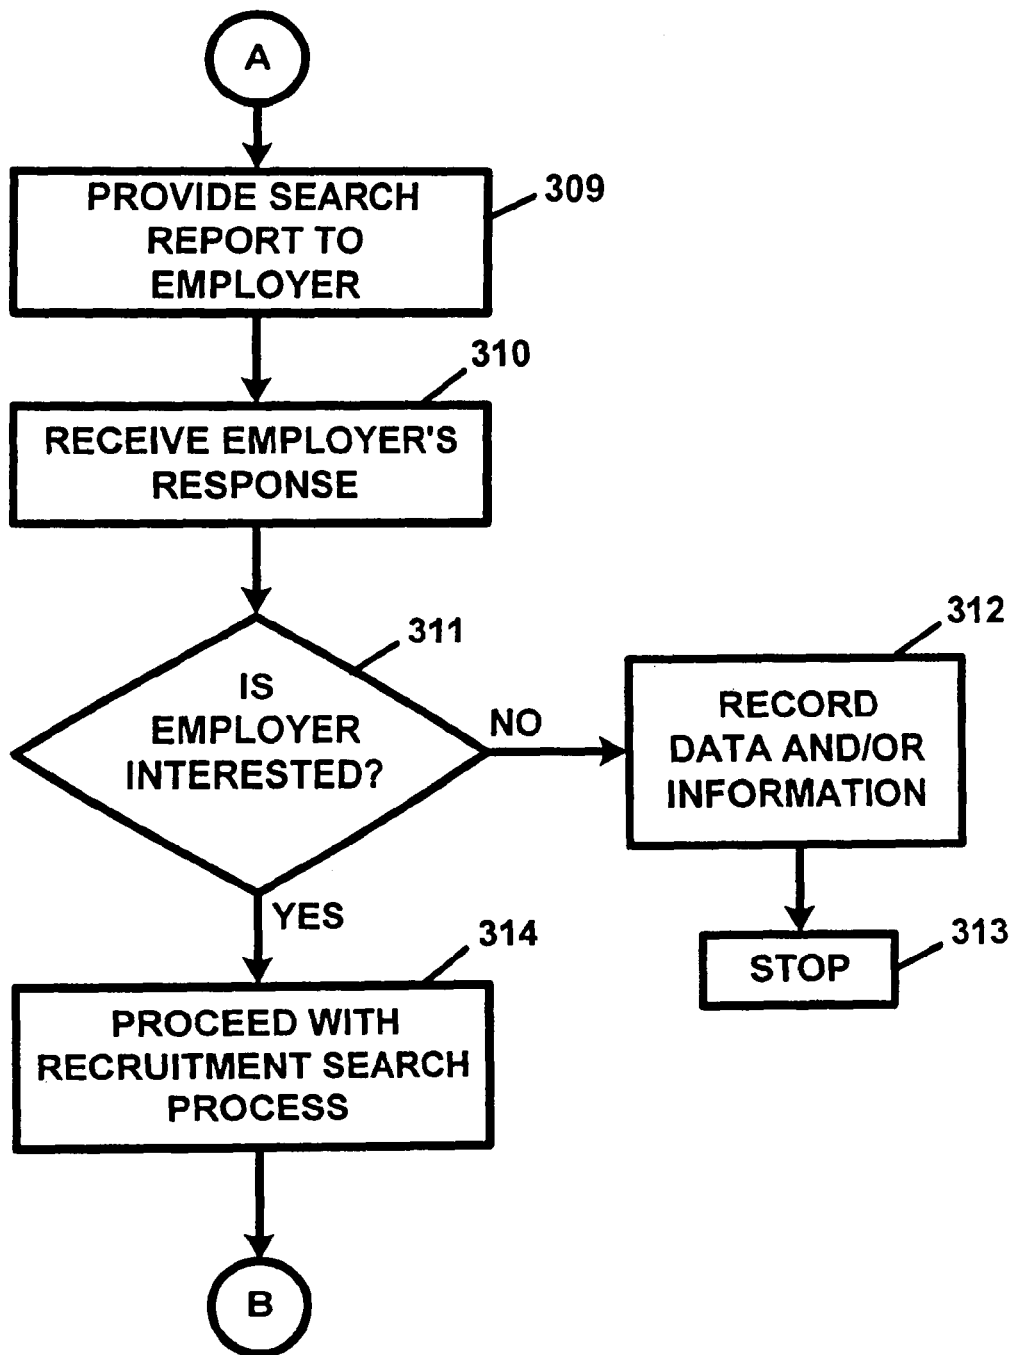 A
PROVIDE SEARCH
REPORT TO
EMPLOYER
309
310
RECEIVE EMPLOYER'S
RESPONSE
311
IS
EMPLOYER
INTERESTED?
NO
312
RECORD
DATA AND/OR
INFORMATION
YES
313
STOP
314
PROCEED WITH
RECRUITMENT SEARCH
PROCESS
B